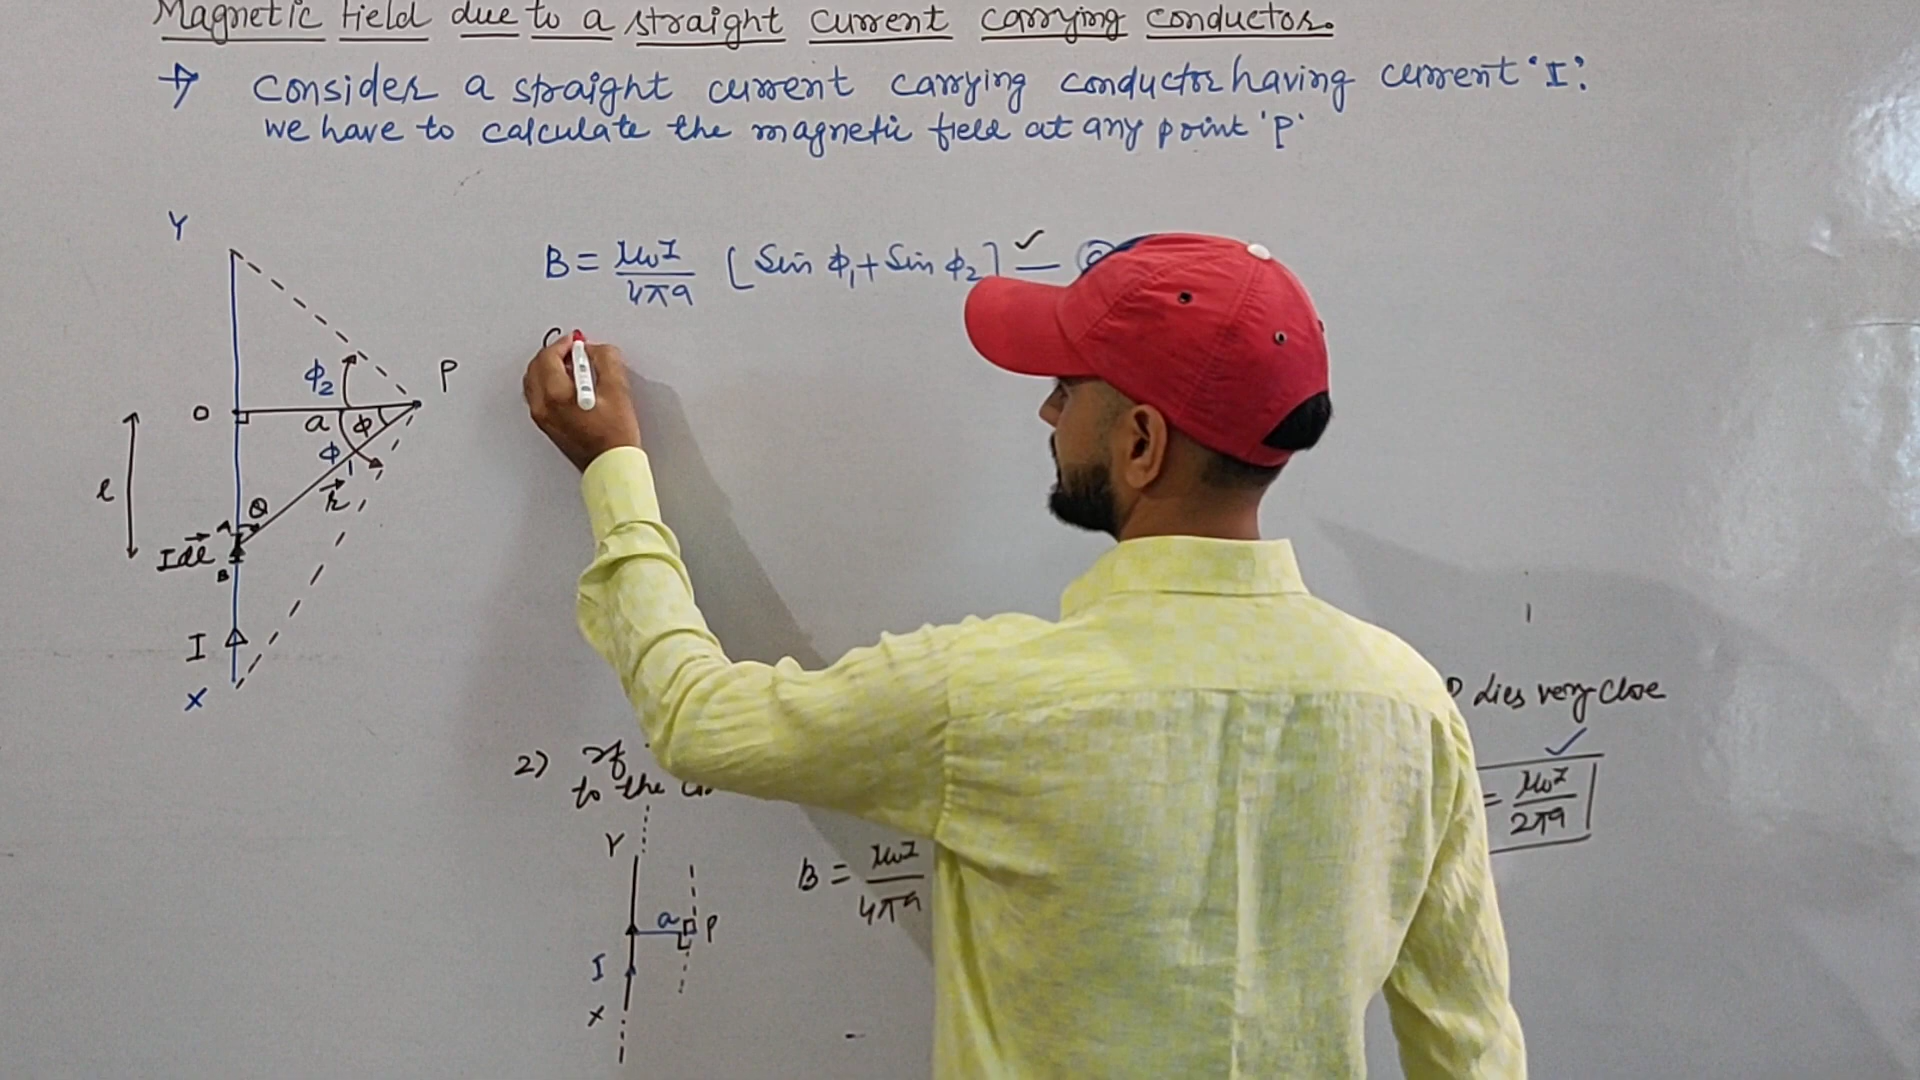 Magnetic Field due to a straight current carrying conductor.
→ Consider a straight current carrying conductor having current 'I'.
we have to calculate the magnetic field at any point 'P'
Y
B = μ₀I / 4πa [Sin ϕ₁ + Sin ϕ₂] ✓ —
ϕ₂
P
O
a
ϕ
ϕ₁
l
r⃗
θ
A
I dl⃗
B
I
X
2) If
to the
P lies very close
Y
B = μ₀I / 4πa
= μ₀I / 2πa
✓
a
P
I
X